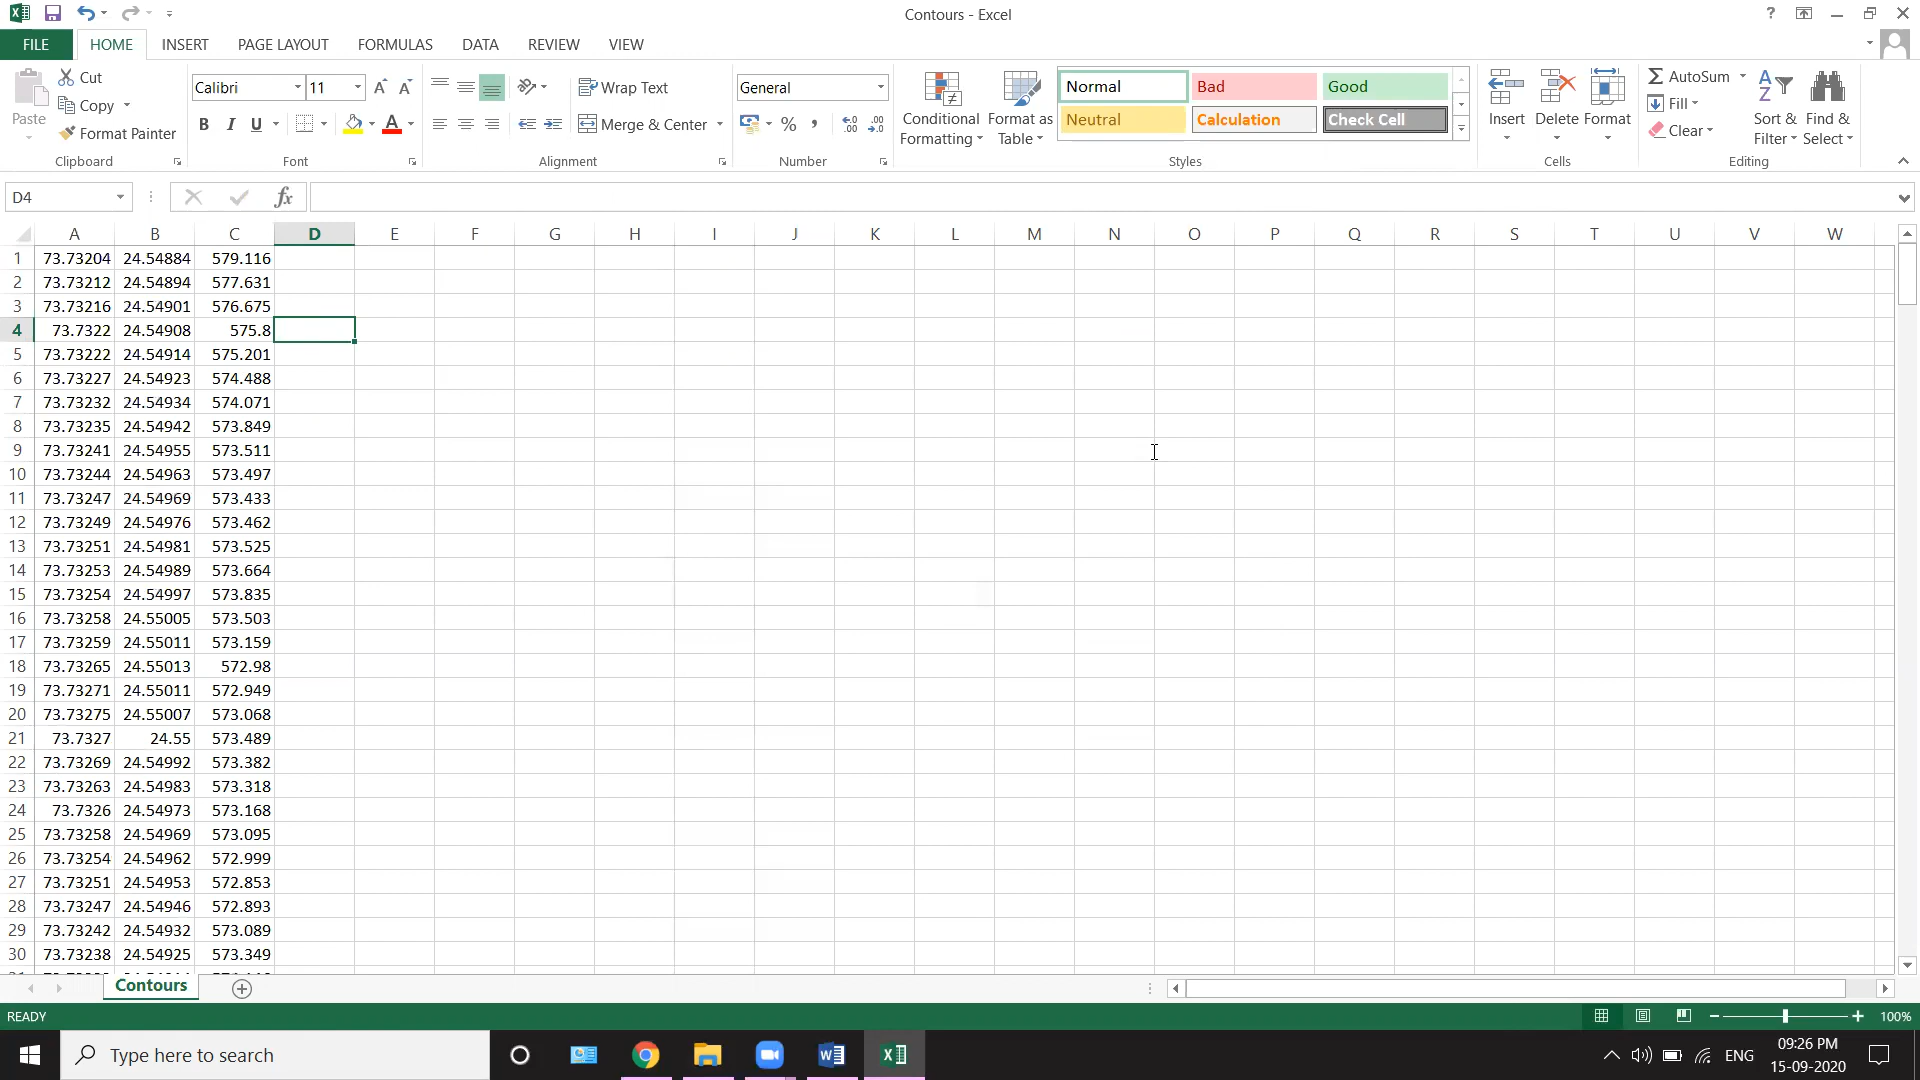 Contours - Excel
FILE HOME INSERT PAGE LAYOUT FORMULAS DATA REVIEW VIEW
Paste Cut Copy Format Painter Clipboard
Calibri 11 B I U Font
Wrap Text Merge & Center Alignment
General % Number
Conditional Formatting Format as Table
Normal Bad Good
Neutral Calculation Check Cell
Styles
Insert Delete Format Cells
AutoSum Fill Clear Sort & Filter Find & Select Editing
D4 fx
A B C D E F G H I J K L M N O P Q R S T U V W
1 73.73204 24.54884 579.116
2 73.73212 24.54894 577.631
3 73.73216 24.54901 576.675
4 73.7322 24.54908 575.8
5 73.73222 24.54914 575.201
6 73.73227 24.54923 574.488
7 73.73232 24.54934 574.071
8 73.73235 24.54942 573.849
9 73.73241 24.54955 573.511
10 73.73244 24.54963 573.497
11 73.73247 24.54969 573.433
12 73.73249 24.54976 573.462
13 73.73251 24.54981 573.525
14 73.73253 24.54989 573.664
15 73.73254 24.54997 573.835
16 73.73258 24.55005 573.503
17 73.73259 24.55011 573.159
18 73.73265 24.55013 572.98
19 73.73271 24.55011 572.949
20 73.73275 24.55007 573.068
21 73.7327 24.55 573.489
22 73.73269 24.54992 573.382
23 73.73263 24.54983 573.318
24 73.7326 24.54973 573.168
25 73.73258 24.54969 573.095
26 73.73254 24.54962 572.999
27 73.73251 24.54953 572.853
28 73.73247 24.54946 572.893
29 73.73242 24.54932 573.089
30 73.73238 24.54925 573.349
Contours
READY 100%
Type here to search
ENG
09:26 PM
15-09-2020